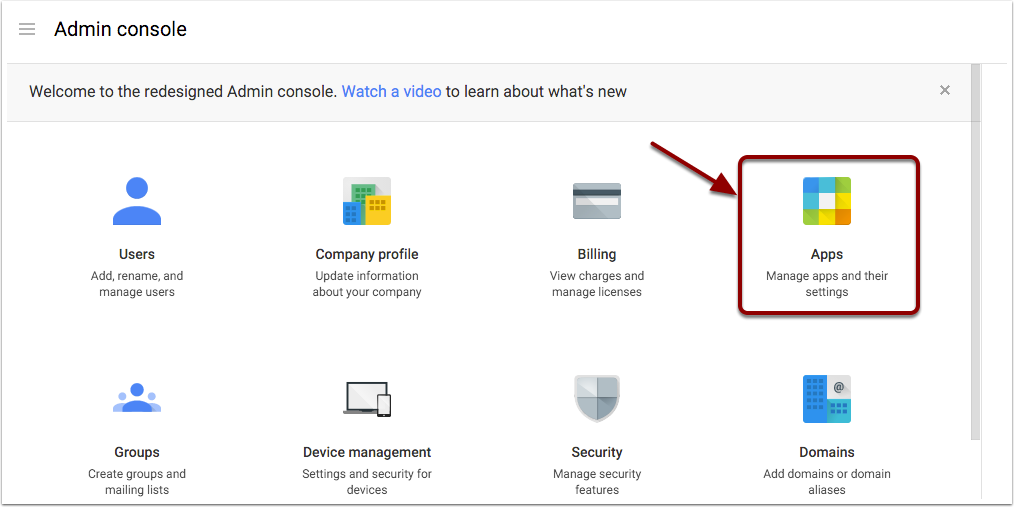 Admin console
Welcome to the redesigned Admin console. Watch a video to learn about what's new
Users
Add, rename, and
manage users
Company profile
Update information
about your company
Billing
View charges and
manage licenses
Apps
Manage apps and their
settings
@
Groups
Create groups and
mailing lists
Device management
Settings and security for
devices
Security
Manage security
features
Domains
Add domains or domain
aliases